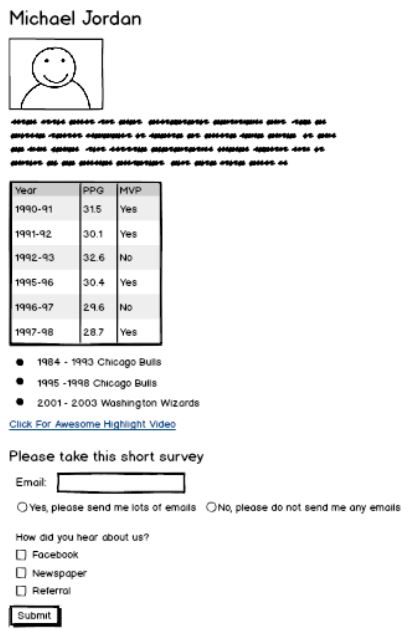 Michael Jordan
Year PPG MVP
1990-91 31.5 Yes
1991-92 30.1 Yes
1992-93 32.6 No
1995-96 30.4 Yes
1996-97 29.6 No
1997-98 28.7 Yes
1984 - 1993 Chicago Bulls
1995 -1998 Chicago Bulls
2001 - 2003 Washington Wizards
Click For Awesome Highlight Video
Please take this short survey
Email:
Yes, please send me lots of emails No, please do not send me any emails
How did you hear about us?
Facebook
Newspaper
Referral
Submit